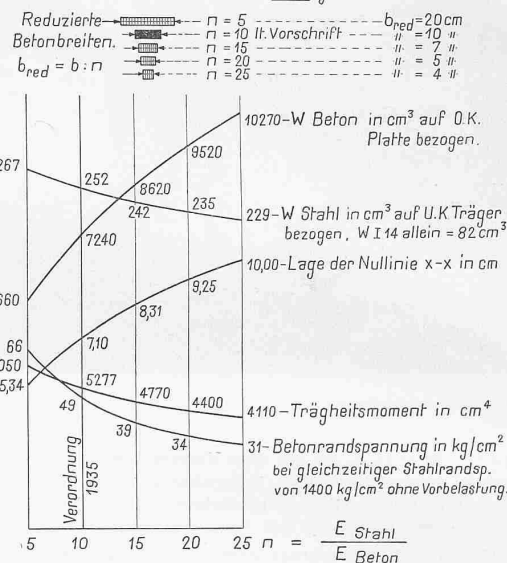 Reduzierte n = 5 b red = 20 cm
Betonbreiten. n = 10 lt. Vorschrift " = 10 "
n = 15 " = 7 "
b red = b : n n = 20 " = 5 "
n = 25 " = 4 "
10270 - W Beton in cm³ auf O.K.
Platte bezogen.
9520
267
252
8620
242
235
229 - W Stahl in cm³ auf U.K Träger
bezogen, W I 14 allein = 82 cm³
7240
10,00 - Lage der Nullinie x-x in cm
9,25
660
8,31
66
7,10
050
5277
5,34
4770
4400
4110 - Trägheitsmoment in cm⁴
49
39
34
31 - Betonrandspannung in kg/cm²
bei gleichzeitiger Stahlrandsp.
von 1400 kg/cm² ohne Vorbelastung.
Verordnung
1935
5 10 15 20 25 n = E Stahl
E Beton